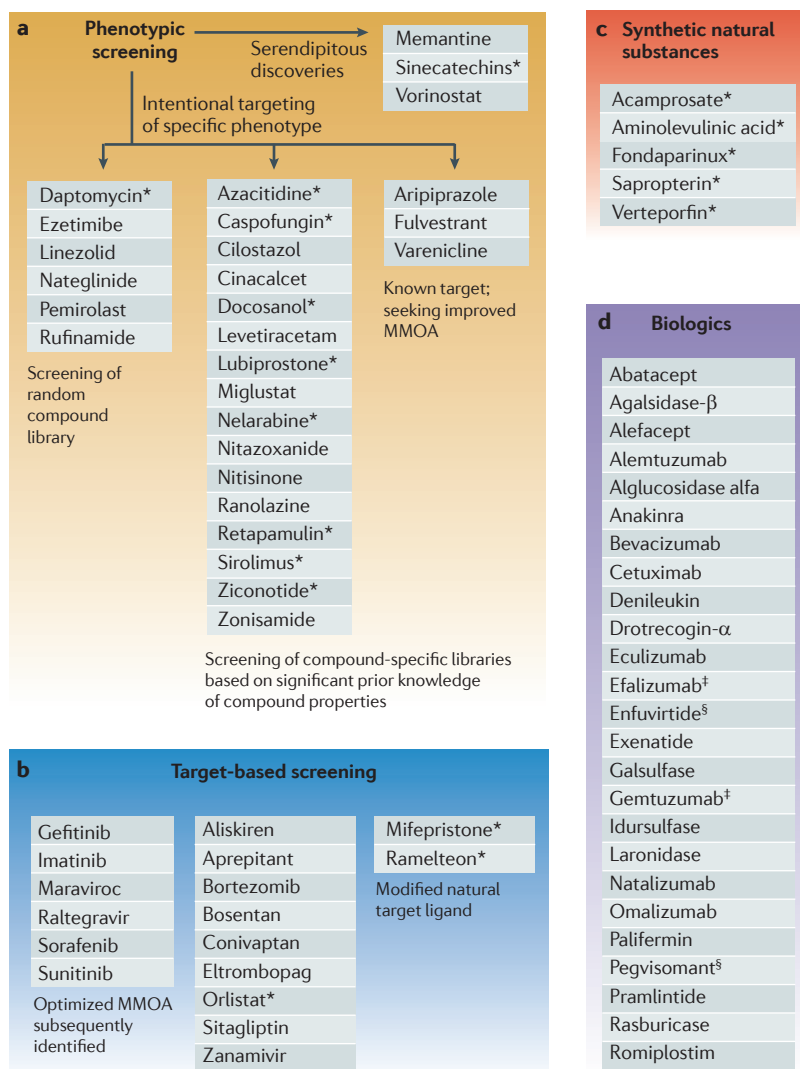 a
Phenotypic
screening
Serendipitous
discoveries
Memantine
Sinecatechins*
Vorinostat
Intentional targeting
of specific phenotype
Daptomycin*
Ezetimibe
Linezolid
Nateglinide
Pemirolast
Rufinamide
Screening of
random
compound
library
Azacitidine*
Caspofungin*
Cilostazol
Cinacalcet
Docosanol*
Levetiracetam
Lubiprostone*
Miglustat
Nelarabine*
Nitazoxanide
Nitisinone
Ranolazine
Retapamulin*
Sirolimus*
Ziconotide*
Zonisamide
Screening of compound-specific libraries
based on significant prior knowledge
of compound properties
Aripiprazole
Fulvestrant
Varenicline
Known target;
seeking improved
MMOA
b
Target-based screening
Gefitinib
Imatinib
Maraviroc
Raltegravir
Sorafenib
Sunitinib
Optimized MMOA
subsequently
identified
Aliskiren
Aprepitant
Bortezomib
Bosentan
Conivaptan
Eltrombopag
Orlistat*
Sitagliptin
Zanamivir
Mifepristone*
Ramelteon*
Modified natural
target ligand
c Synthetic natural
substances
Acamprosate*
Aminolevulinic acid*
Fondaparinux*
Sapropterin*
Verteporfin*
d Biologics
Abatacept
Agalsidase-β
Alefacept
Alemtuzumab
Alglucosidase alfa
Anakinra
Bevacizumab
Cetuximab
Denileukin
Drotrecogin-α
Eculizumab
Efalizumab‡
Enfuvirtide§
Exenatide
Galsulfase
Gemtuzumab‡
Idursulfase
Laronidase
Natalizumab
Omalizumab
Palifermin
Pegvisomant§
Pramlintide
Rasburicase
Romiplostim